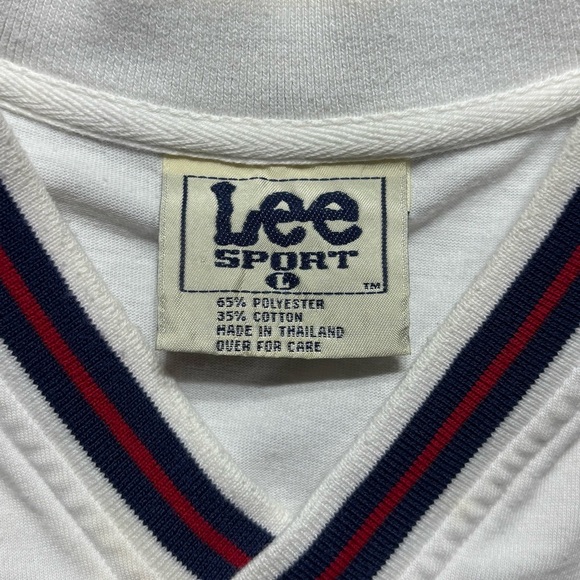 Lee
SPORT
L
TM
65% POLYESTER
35% COTTON
MADE IN THAILAND
OVER FOR CARE